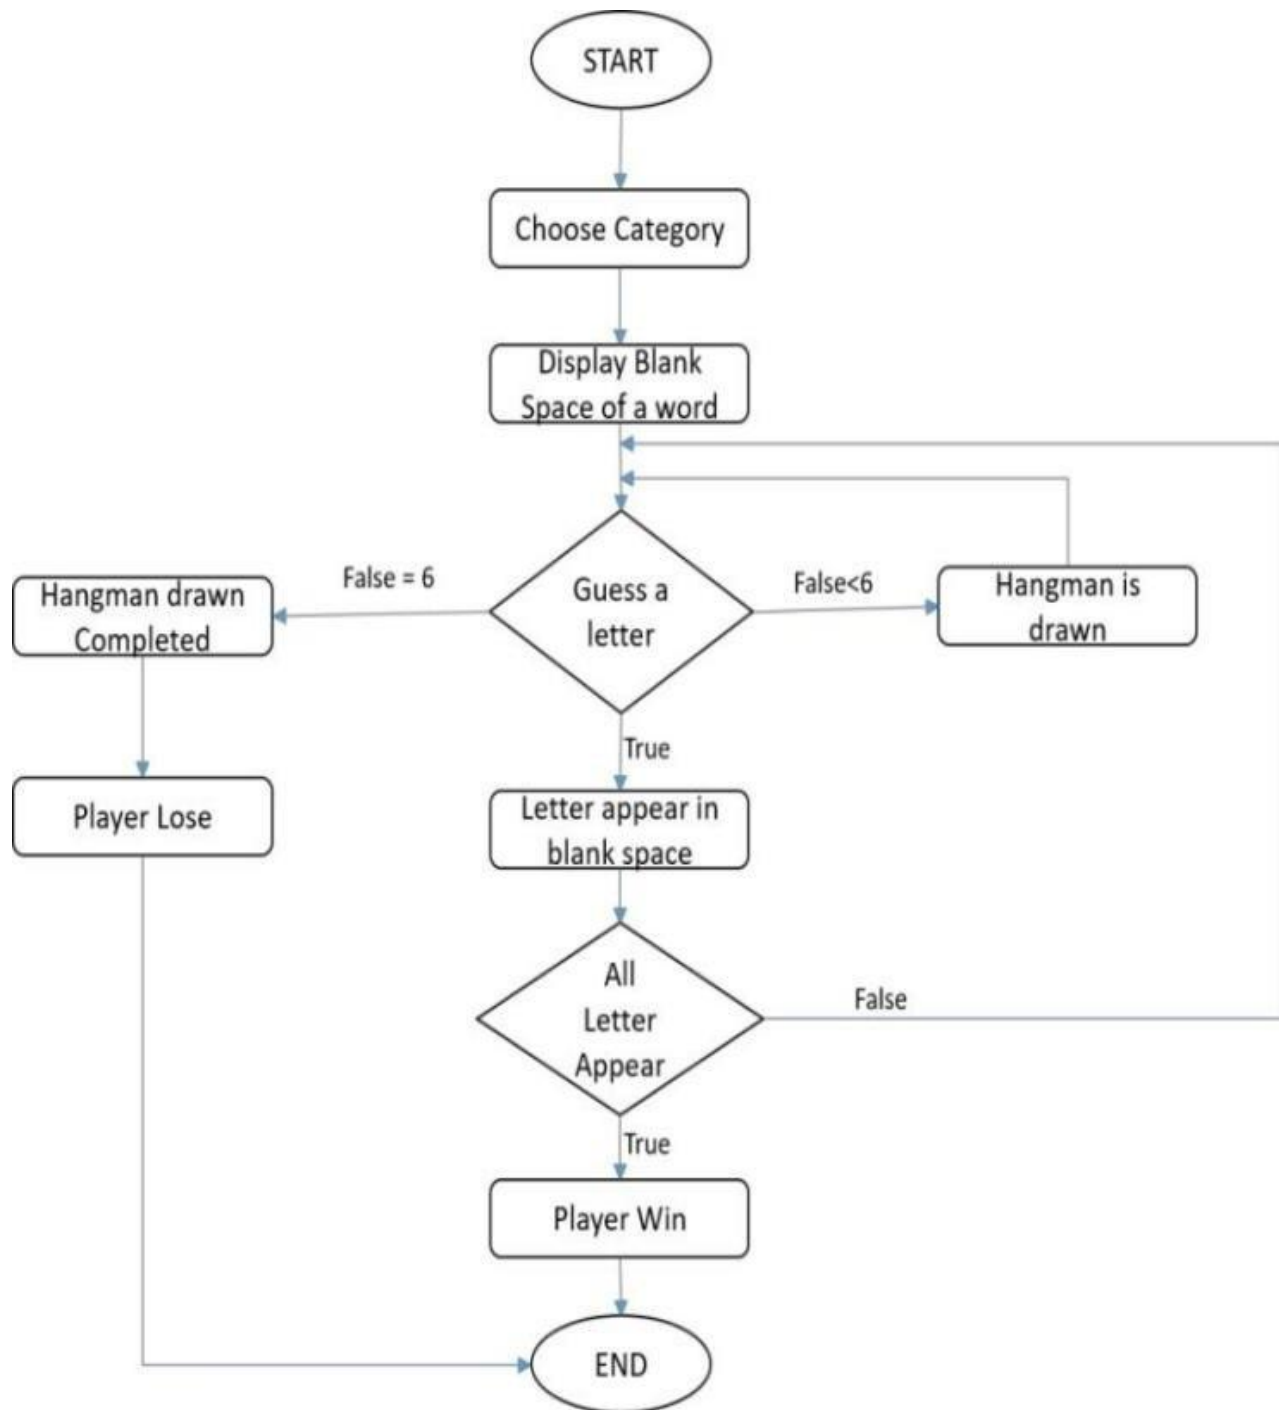 START
Choose Category
Display Blank
Space of a word
False = 6
Guess a
letter
False<6
Hangman drawn
Completed
Hangman is
drawn
True
Player Lose
Letter appear in
blank space
All
Letter
Appear
False
True
Player Win
END